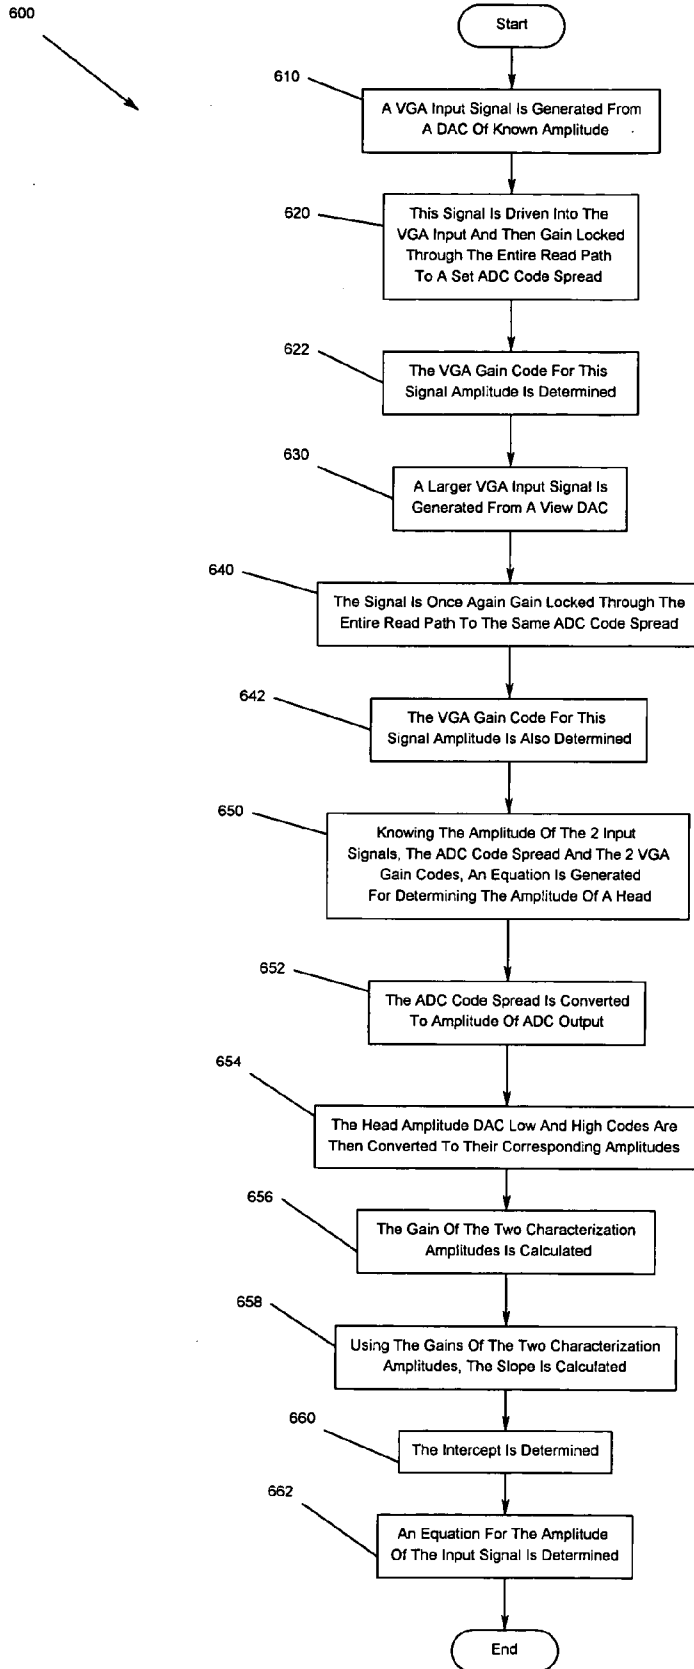 600
Start
610
A VGA Input Signal Is Generated From
A DAC Of Known Amplitude
620
This Signal Is Driven Into The
VGA Input And Then Gain Locked
Through The Entire Read Path
To A Set ADC Code Spread
622
The VGA Gain Code For This
Signal Amplitude Is Determined
630
A Larger VGA Input Signal Is
Generated From A View DAC
640
The Signal Is Once Again Gain Locked Through The
Entire Read Path To The Same ADC Code Spread
642
The VGA Gain Code For This
Signal Amplitude Is Also Determined
650
Knowing The Amplitude Of The 2 Input
Signals, The ADC Code Spread And The 2 VGA
Gain Codes, An Equation Is Generated
For Determining The Amplitude Of A Head
652
The ADC Code Spread Is Converted
To Amplitude Of ADC Output
654
The Head Amplitude DAC Low And High Codes Are
Then Converted To Their Corresponding Amplitudes
656
The Gain Of The Two Characterization
Amplitudes Is Calculated
658
Using The Gains Of The Two Characterization
Amplitudes, The Slope Is Calculated
660
The Intercept Is Determined
662
An Equation For The Amplitude
Of The Input Signal Is Determined
End